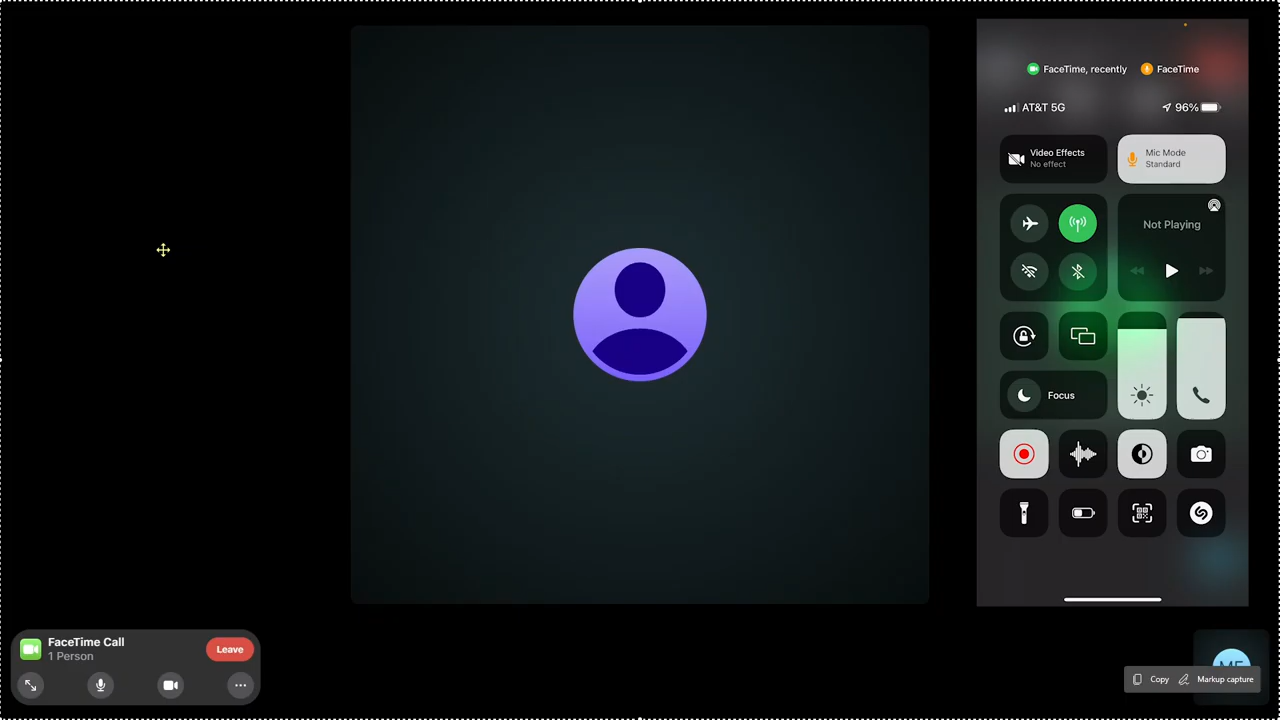 FaceTime, recently FaceTime
AT&T 5G 96%
Video Effects
No effect
Mic Mode
Standard
Not Playing
Focus
FaceTime Call
1 Person
Leave
Copy Markup capture